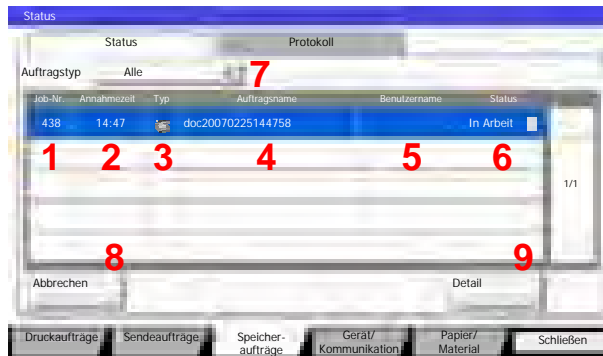 Status
Status Protokoll
Auftragstyp Alle 7
Job-Nr. Annahmezeit Typ Auftragsname Benutzername Status
438 14:47 doc20070225144758 In Arbeit
1 2 3 4 5 6
1/1
8 9
Abbrechen Detail
Druckaufträge Sendeaufträge Speicher- Gerät/ Papier/ Schließen
aufträge Kommunikation Material